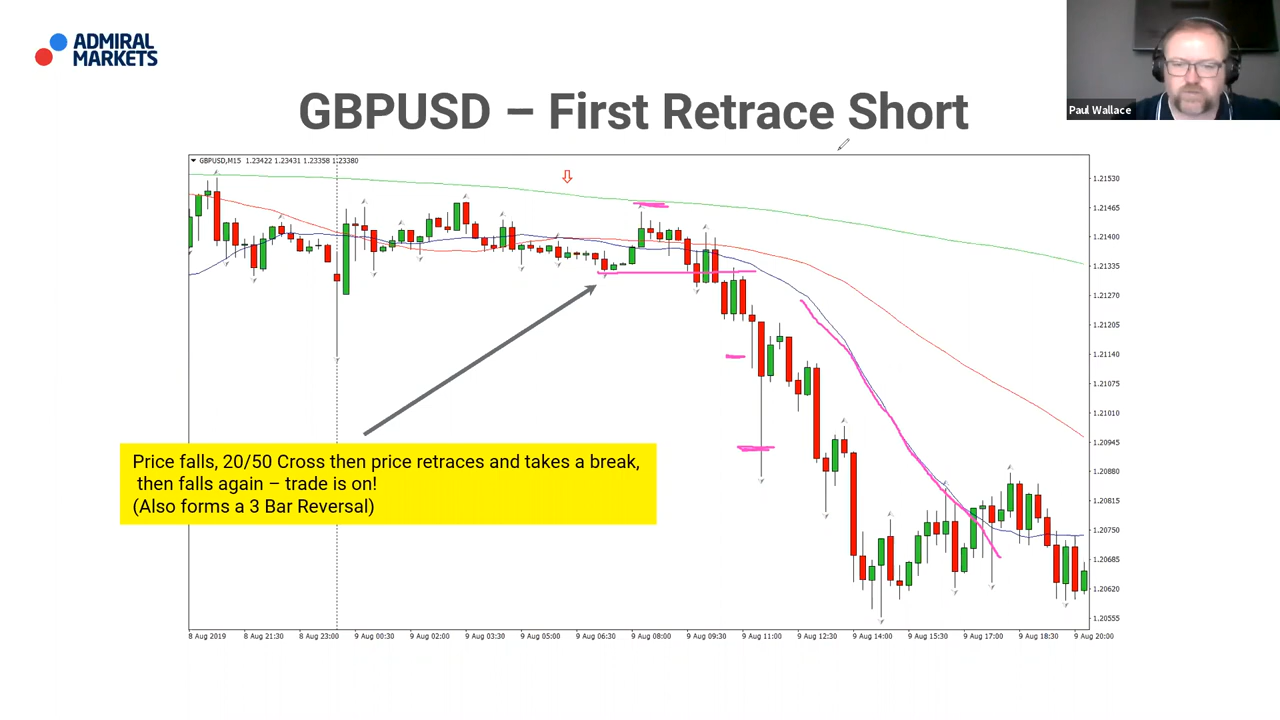 ADMIRAL
MARKETS
Paul Wallace
GBPUSD – First Retrace Short
GBPUSD,M15 1.23422 1.23431 1.23358 1.23380
1.21530
1.21465
1.21400
1.21335
1.21270
1.21205
1.21140
1.21075
1.21010
1.20945
1.20880
1.20815
1.20750
1.20685
1.20620
1.20555
Price falls, 20/50 Cross then price retraces and takes a break,
then falls again – trade is on!
(Also forms a 3 Bar Reversal)
8 Aug 2019 8 Aug 21:30 8 Aug 23:00 9 Aug 00:30 9 Aug 02:00 9 Aug 03:30 9 Aug 05:00 9 Aug 06:30 9 Aug 08:00 9 Aug 09:30 9 Aug 11:00 9 Aug 12:30 9 Aug 14:00 9 Aug 15:30 9 Aug 17:00 9 Aug 18:30 9 Aug 20:00